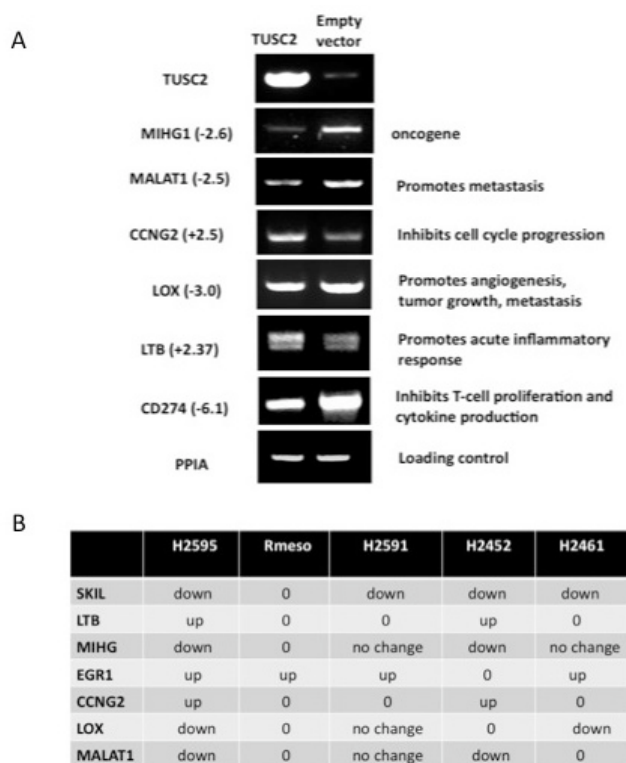 A
TUSC2 Empty vector
TUSC2
MIHG1 (-2.6) oncogene
MALAT1 (-2.5) Promotes metastasis
CCNG2 (+2.5) Inhibits cell cycle progression
LOX (-3.0) Promotes angiogenesis, tumor growth, metastasis
LTB (+2.37) Promotes acute inflammatory response
CD274 (-6.1) Inhibits T-cell proliferation and cytokine production
PPIA Loading control
B
H2595 Rmeso H2591 H2452 H2461
SKIL down 0 down down down
LTB up 0 0 up 0
MIHG down 0 no change down no change
EGR1 up up up 0 up
CCNG2 up 0 0 up 0
LOX down 0 no change 0 down
MALAT1 down 0 no change down 0